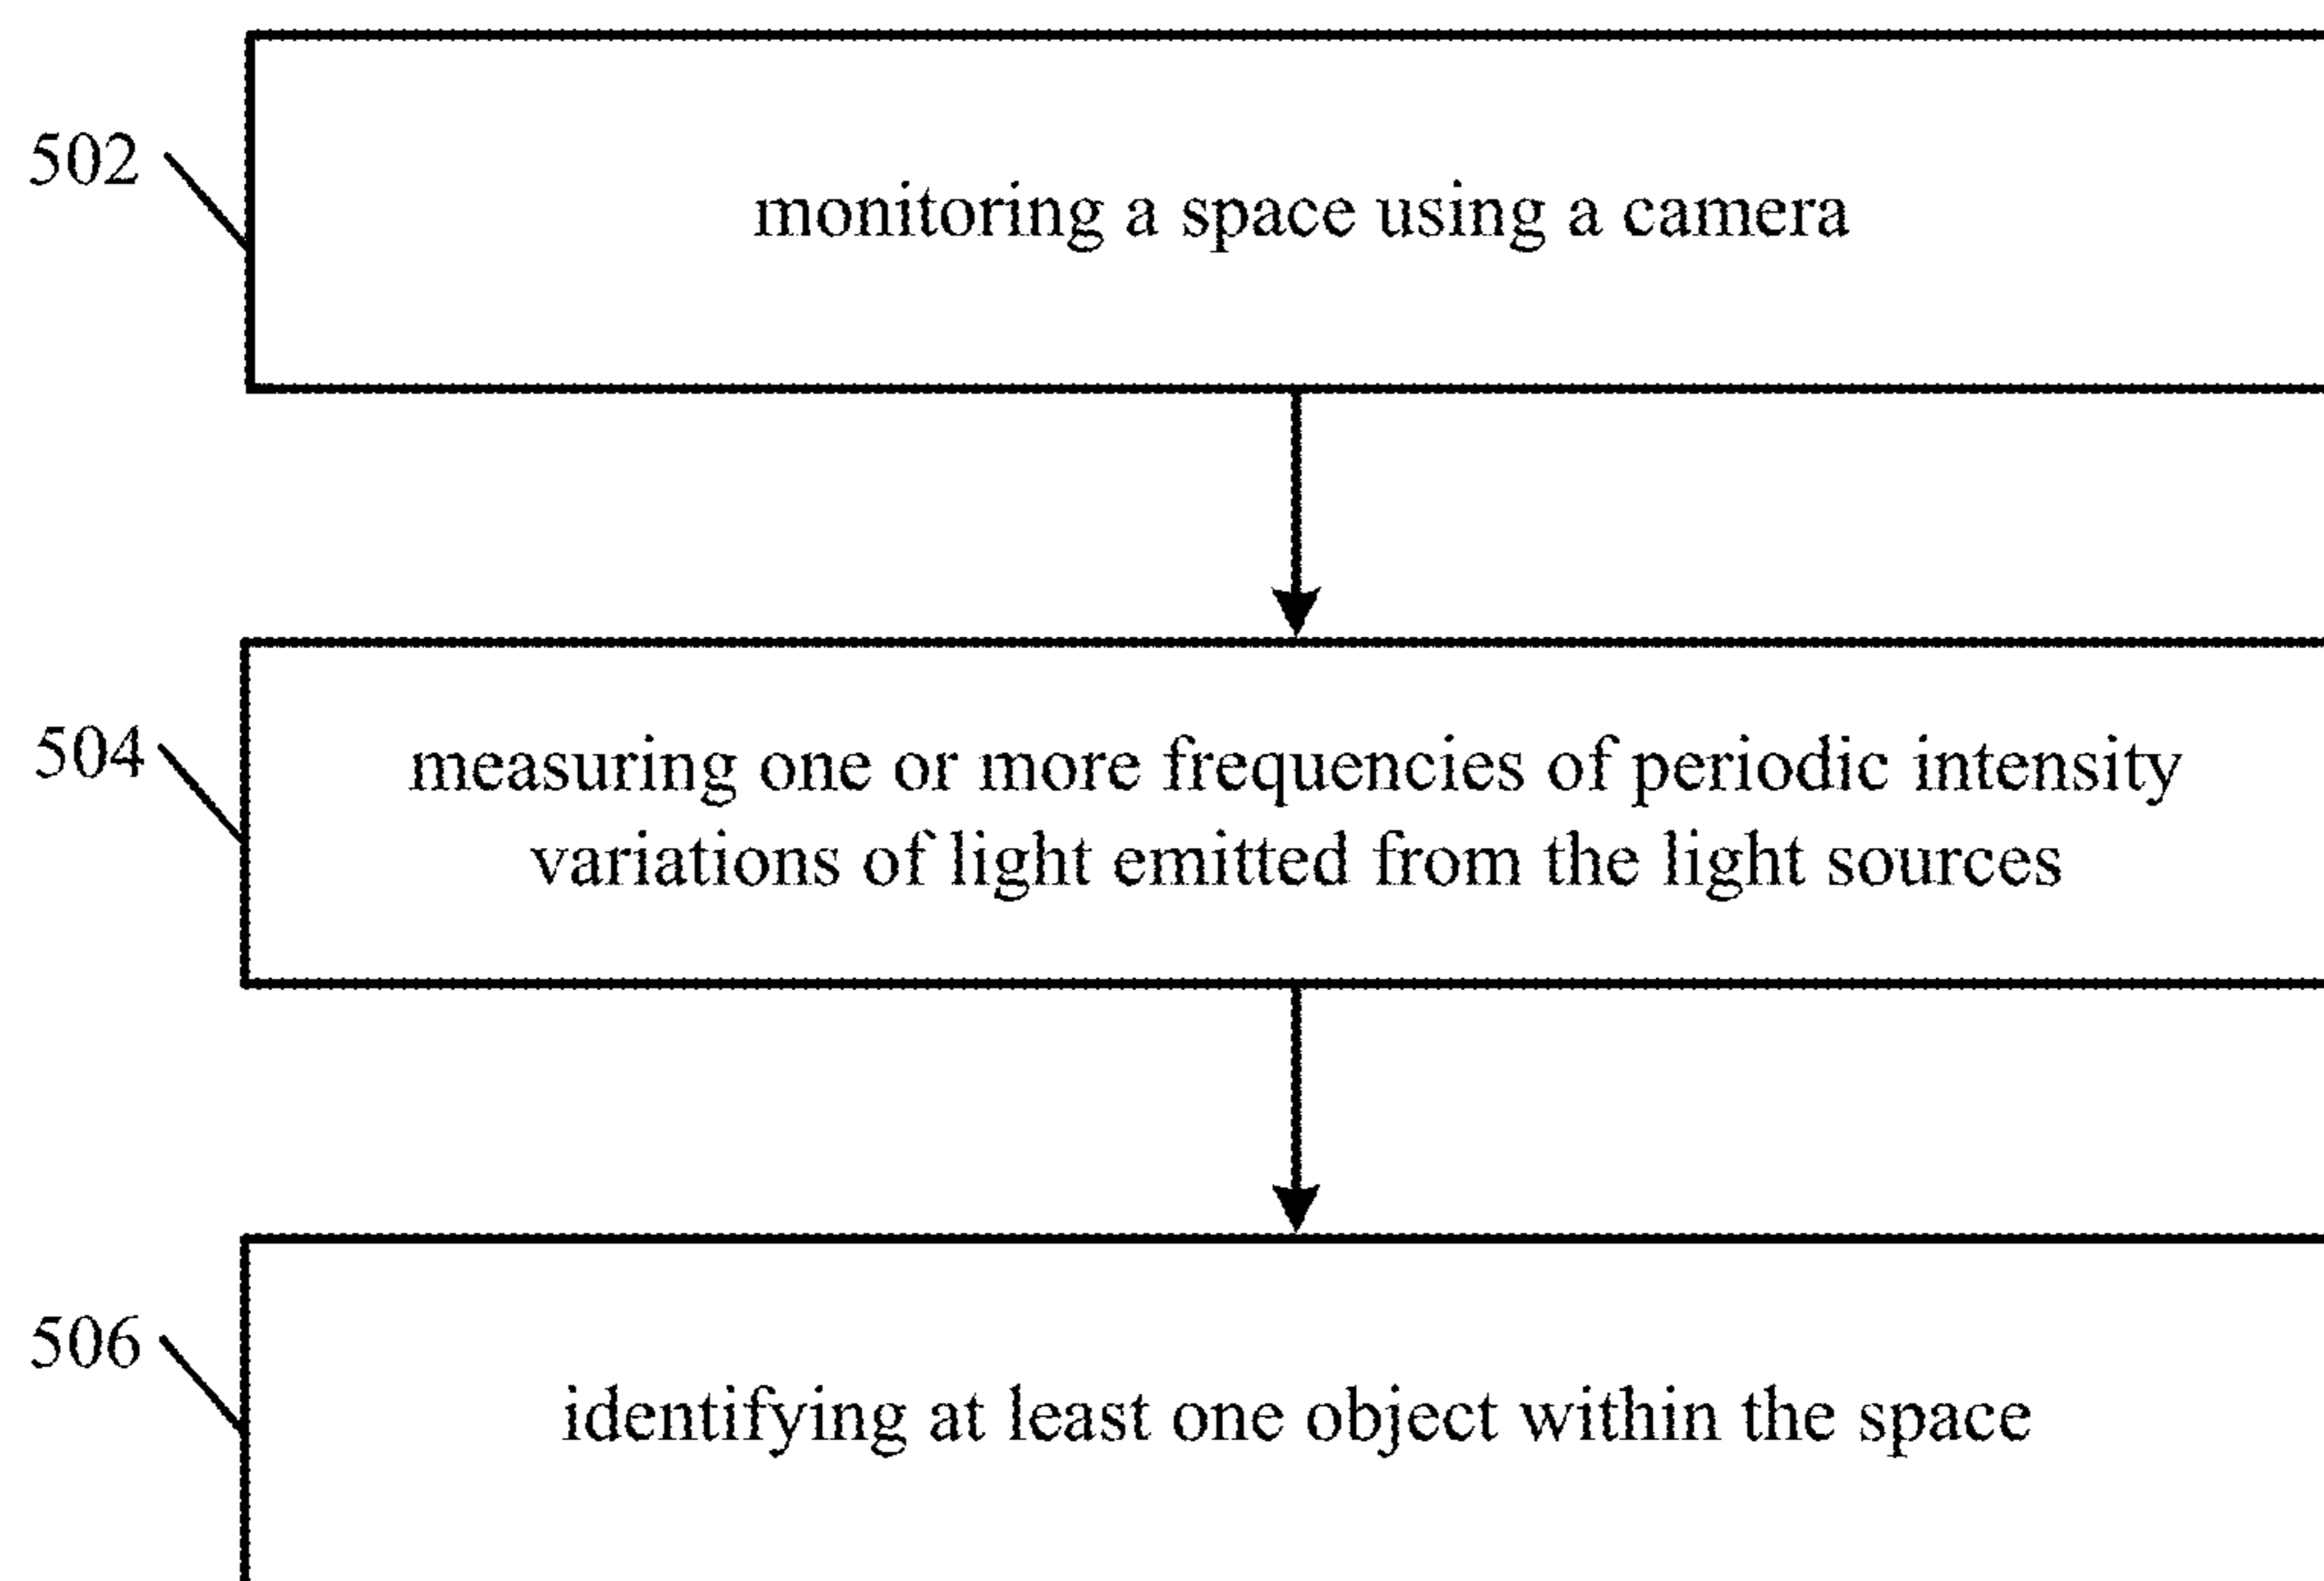 502
monitoring a space using a camera
504
measuring one or more frequencies of periodic intensity
variations of light emitted from the light sources
506
identifying at least one object within the space